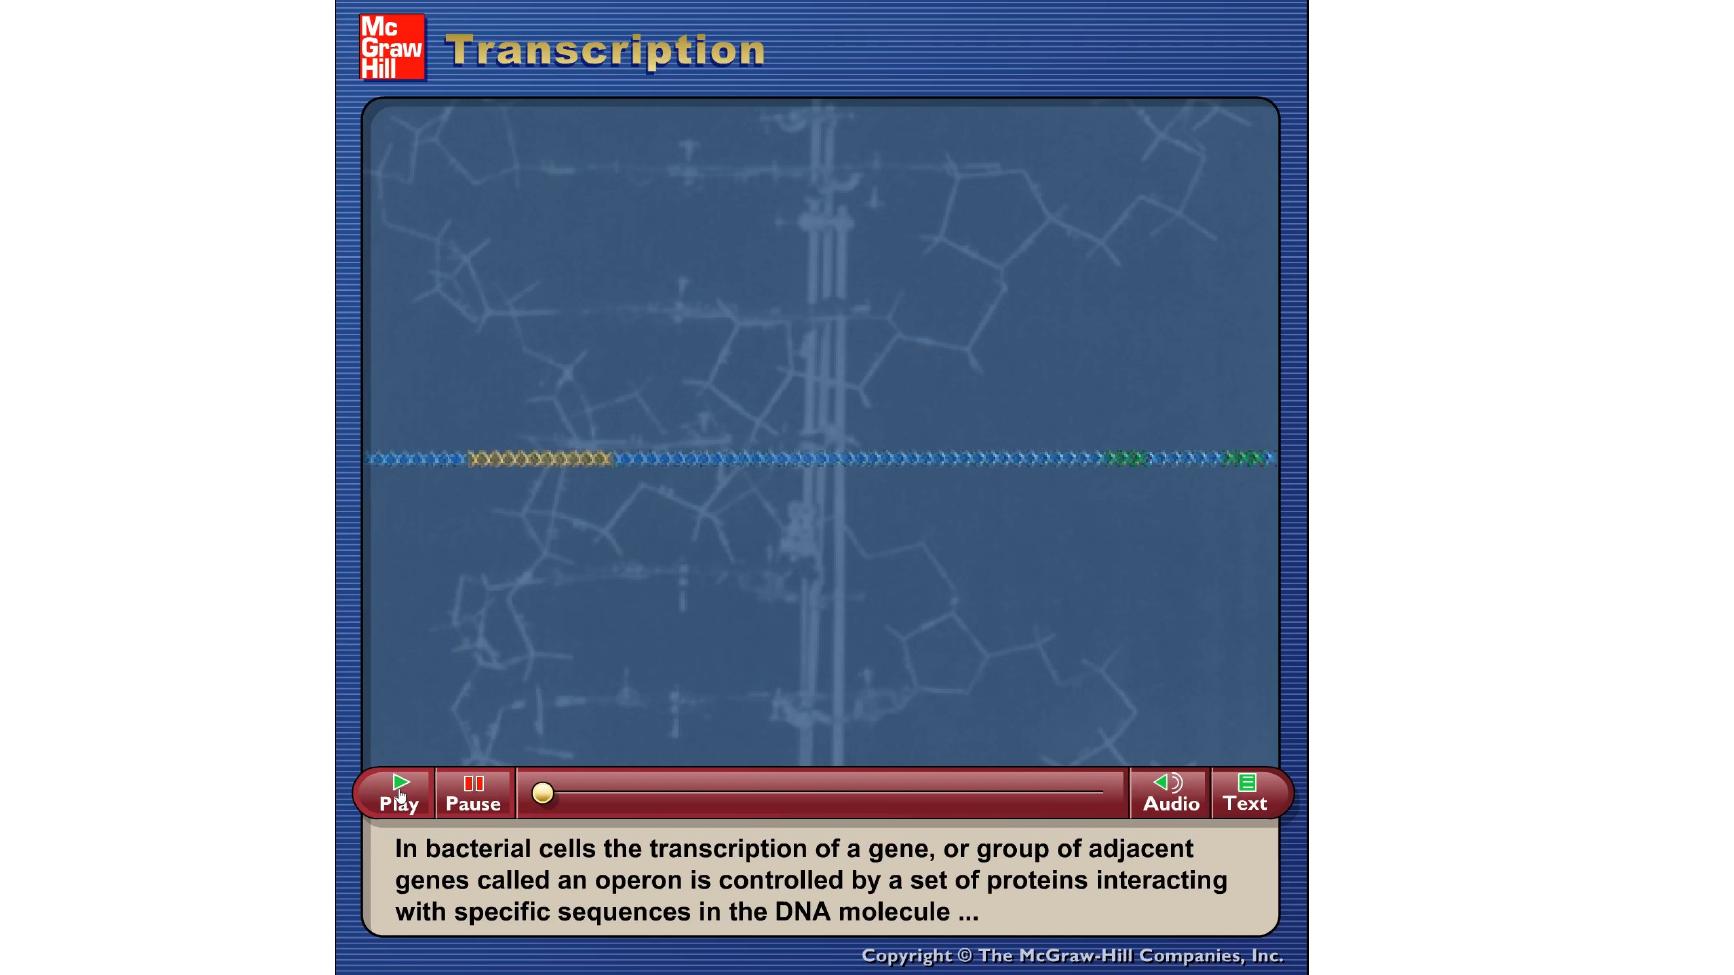 Mc
Graw
Hill
Transcription
Play
Pause
Audio
Text
In bacterial cells the transcription of a gene, or group of adjacent
genes called an operon is controlled by a set of proteins interacting
with specific sequences in the DNA molecule ...
Copyright © The McGraw-Hill Companies, Inc.